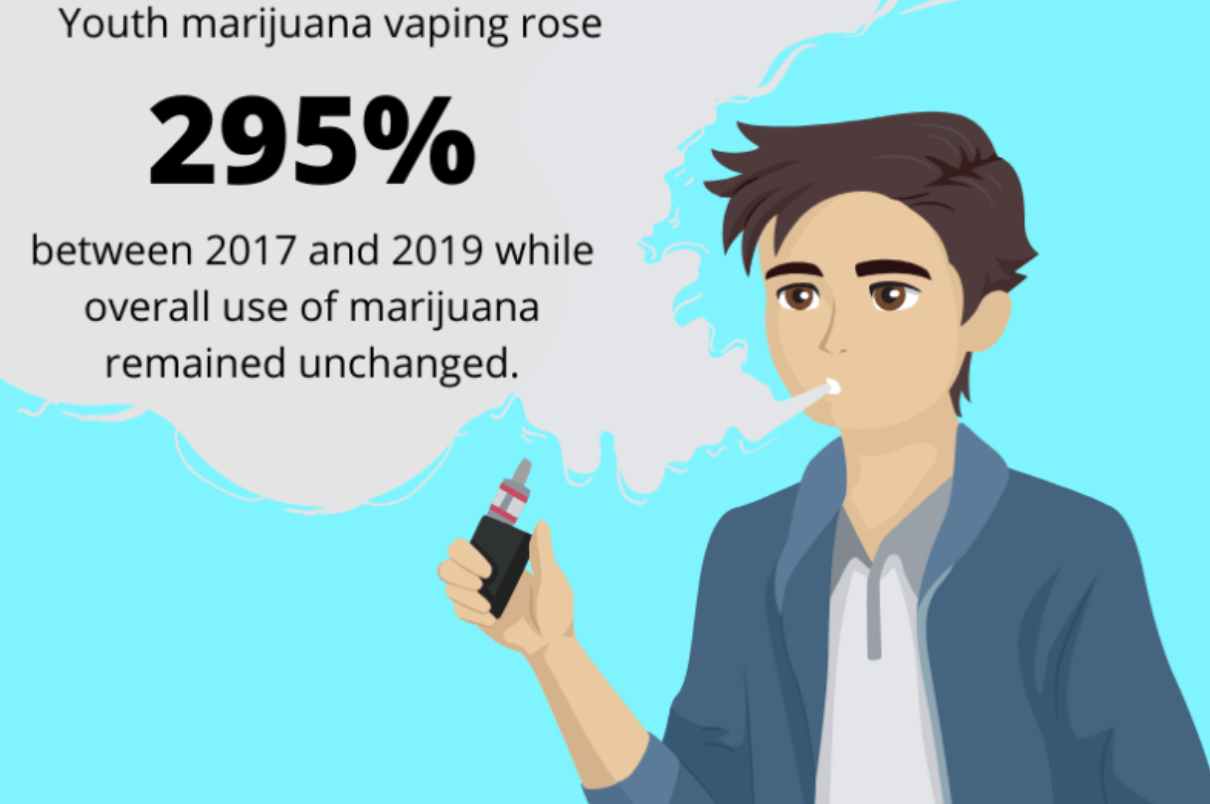 Youth marijuana vaping rose
295%
between 2017 and 2019 while
overall use of marijuana
remained unchanged.